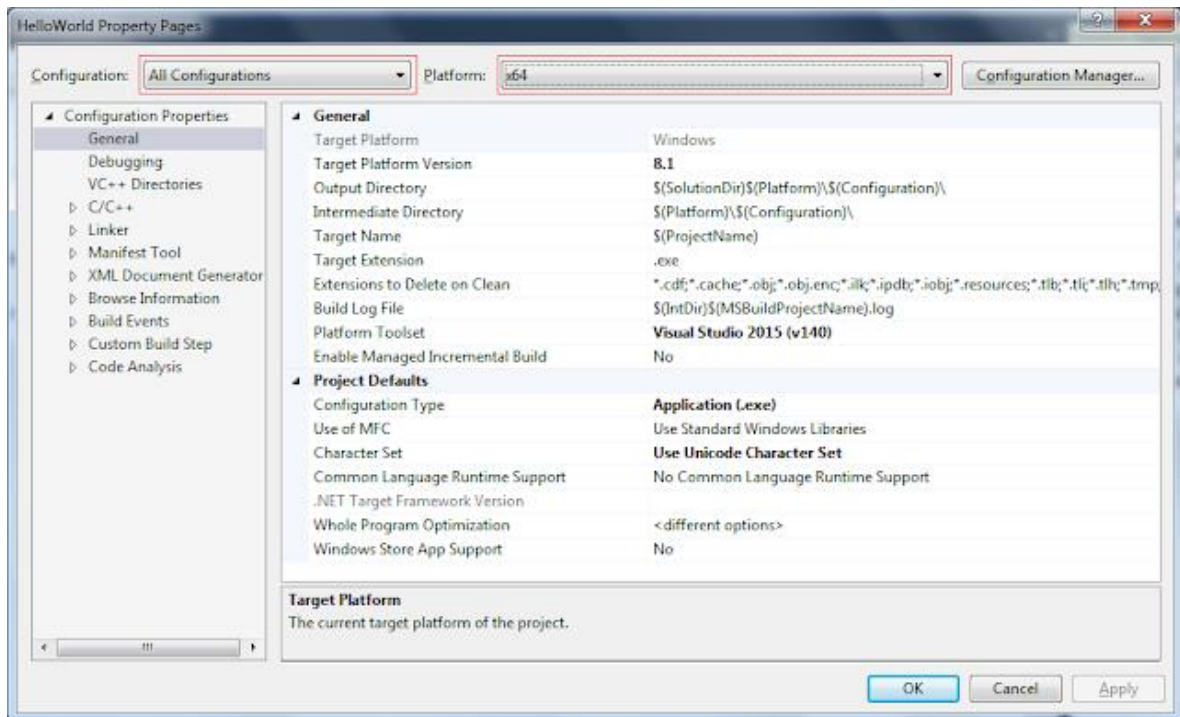 HelloWorld Property Pages
Configuration: All Configurations Platform: x64 Configuration Manager...
Configuration Properties
General
Debugging
VC++ Directories
C/C++
Linker
Manifest Tool
XML Document Generator
Browse Information
Build Events
Custom Build Step
Code Analysis
General
Target Platform Windows
Target Platform Version 8.1
Output Directory $(SolutionDir)$(Platform)\$(Configuration)\
Intermediate Directory $(Platform)\$(Configuration)\
Target Name $(ProjectName)
Target Extension .exe
Extensions to Delete on Clean *.cdf;*.cache;*.obj;*.obj.enc;*.ilk;*.ipdb;*.iobj;*.resources;*.tlb;*.tli;*.tlh;*.tmp;
Build Log File $(IntDir)$(MSBuildProjectName).log
Platform Toolset Visual Studio 2015 (v140)
Enable Managed Incremental Build No
Project Defaults
Configuration Type Application (.exe)
Use of MFC Use Standard Windows Libraries
Character Set Use Unicode Character Set
Common Language Runtime Support No Common Language Runtime Support
.NET Target Framework Version
Whole Program Optimization <different options>
Windows Store App Support No
Target Platform
The current target platform of the project.
OK Cancel Apply